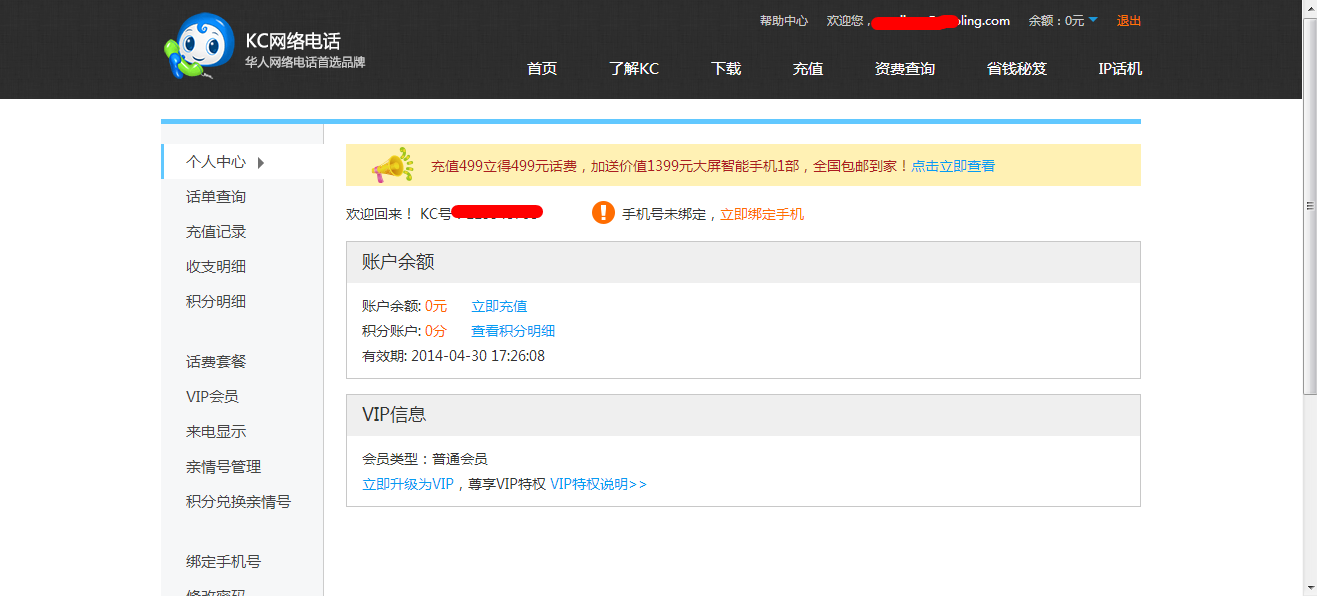 帮助中心 欢迎您， ling.com 余额：0元 退出
KC网络电话
华人网络电话首选品牌
首页 了解KC 下载 充值 资费查询 省钱秘笈 IP话机
个人中心
话单查询
充值记录
收支明细
积分明细
话费套餐
VIP会员
来电显示
亲情号管理
积分兑换亲情号
绑定手机号
修改密码
充值499立得499元话费，加送价值1399元大屏智能手机1部，全国包邮到家！点击立即查看
欢迎回来！ KC号 手机号未绑定，立即绑定手机
账户余额
账户余额: 0元 立即充值
积分账户: 0分 查看积分明细
有效期: 2014-04-30 17:26:08
VIP信息
会员类型：普通会员
立即升级为VIP，尊享VIP特权 VIP特权说明>>